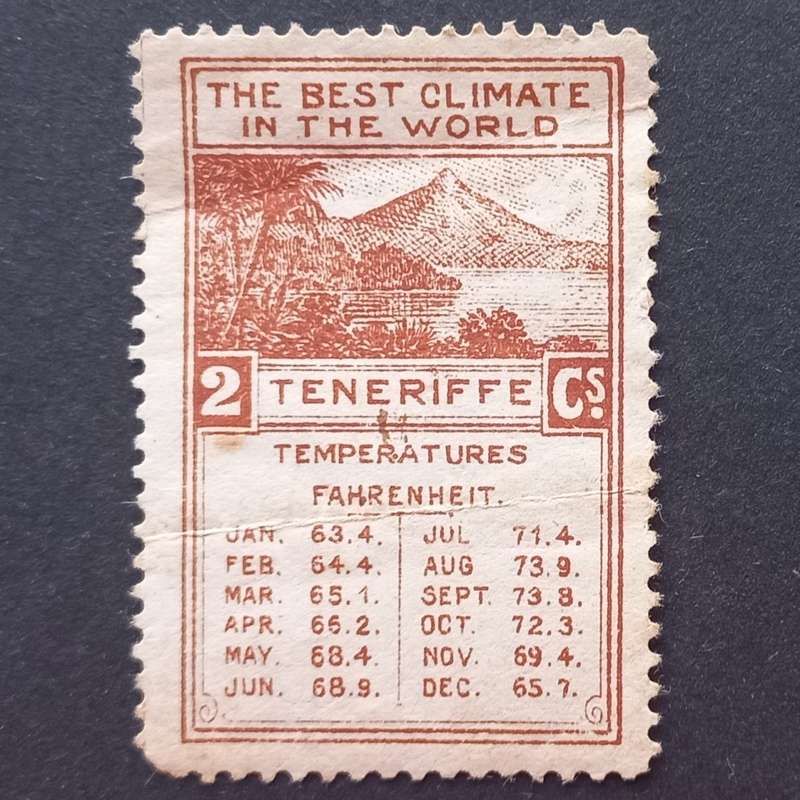 THE BEST CLIMATE
IN THE WORLD
2 TENERIFFE Cs.
TEMPERATURES
FAHRENHEIT.
JAN. 63.4. JUL 71.4.
FEB. 64.4. AUG 73.9.
MAR. 65.1. SEPT. 73.8.
APR. 66.2. OCT. 72.3.
MAY. 68.4. NOV. 69.4.
JUN. 68.9. DEC. 65.7.